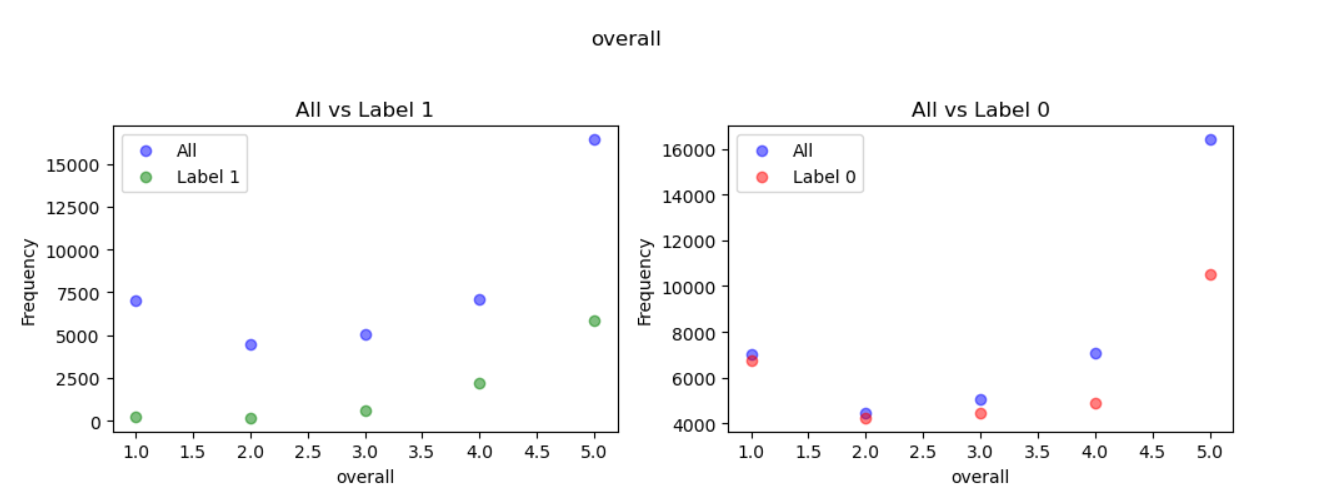 overall
All vs Label 1
All
Label 1
Frequency
15000
12500
10000
7500
5000
2500
0
1.0 1.5 2.0 2.5 3.0 3.5 4.0 4.5 5.0
overall
All vs Label 0
All
Label 0
Frequency
16000
14000
12000
10000
8000
6000
4000
1.0 1.5 2.0 2.5 3.0 3.5 4.0 4.5 5.0
overall